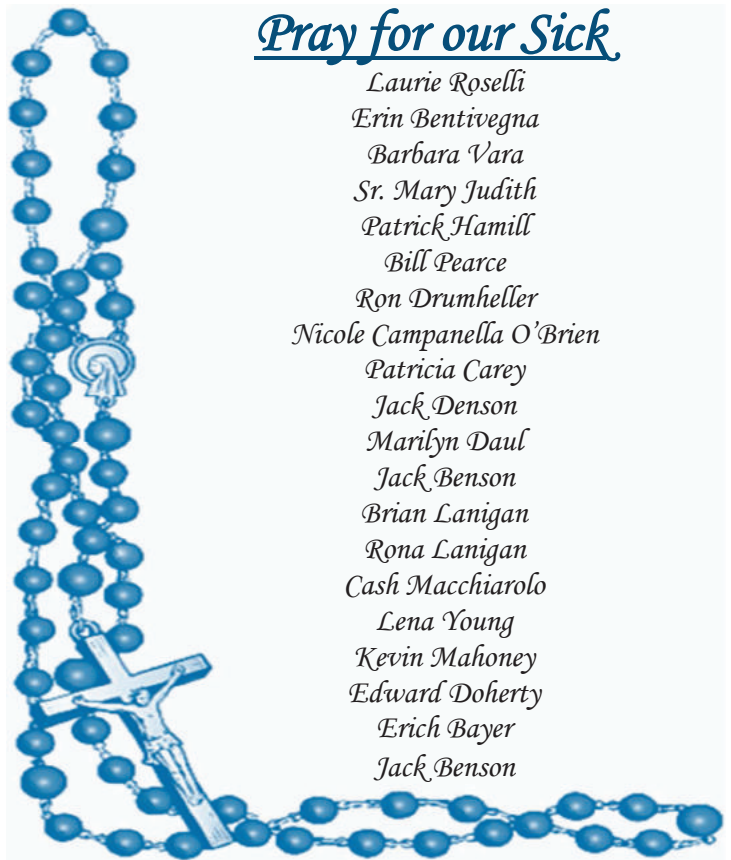 Pray for our Sick
Laurie Roselli
Erin Bentivegna
Barbara Vara
Sr. Mary Judith
Patrick Hamill
Bill Pearce
Ron Drumheller
Nicole Campanella O’Brien
Patricia Carey
Jack Denson
Marilyn Daul
Jack Benson
Brian Lanigan
Rona Lanigan
Cash Macchiarolo
Lena Young
Kevin Mahoney
Edward Doherty
Erich Bayer
Jack Benson